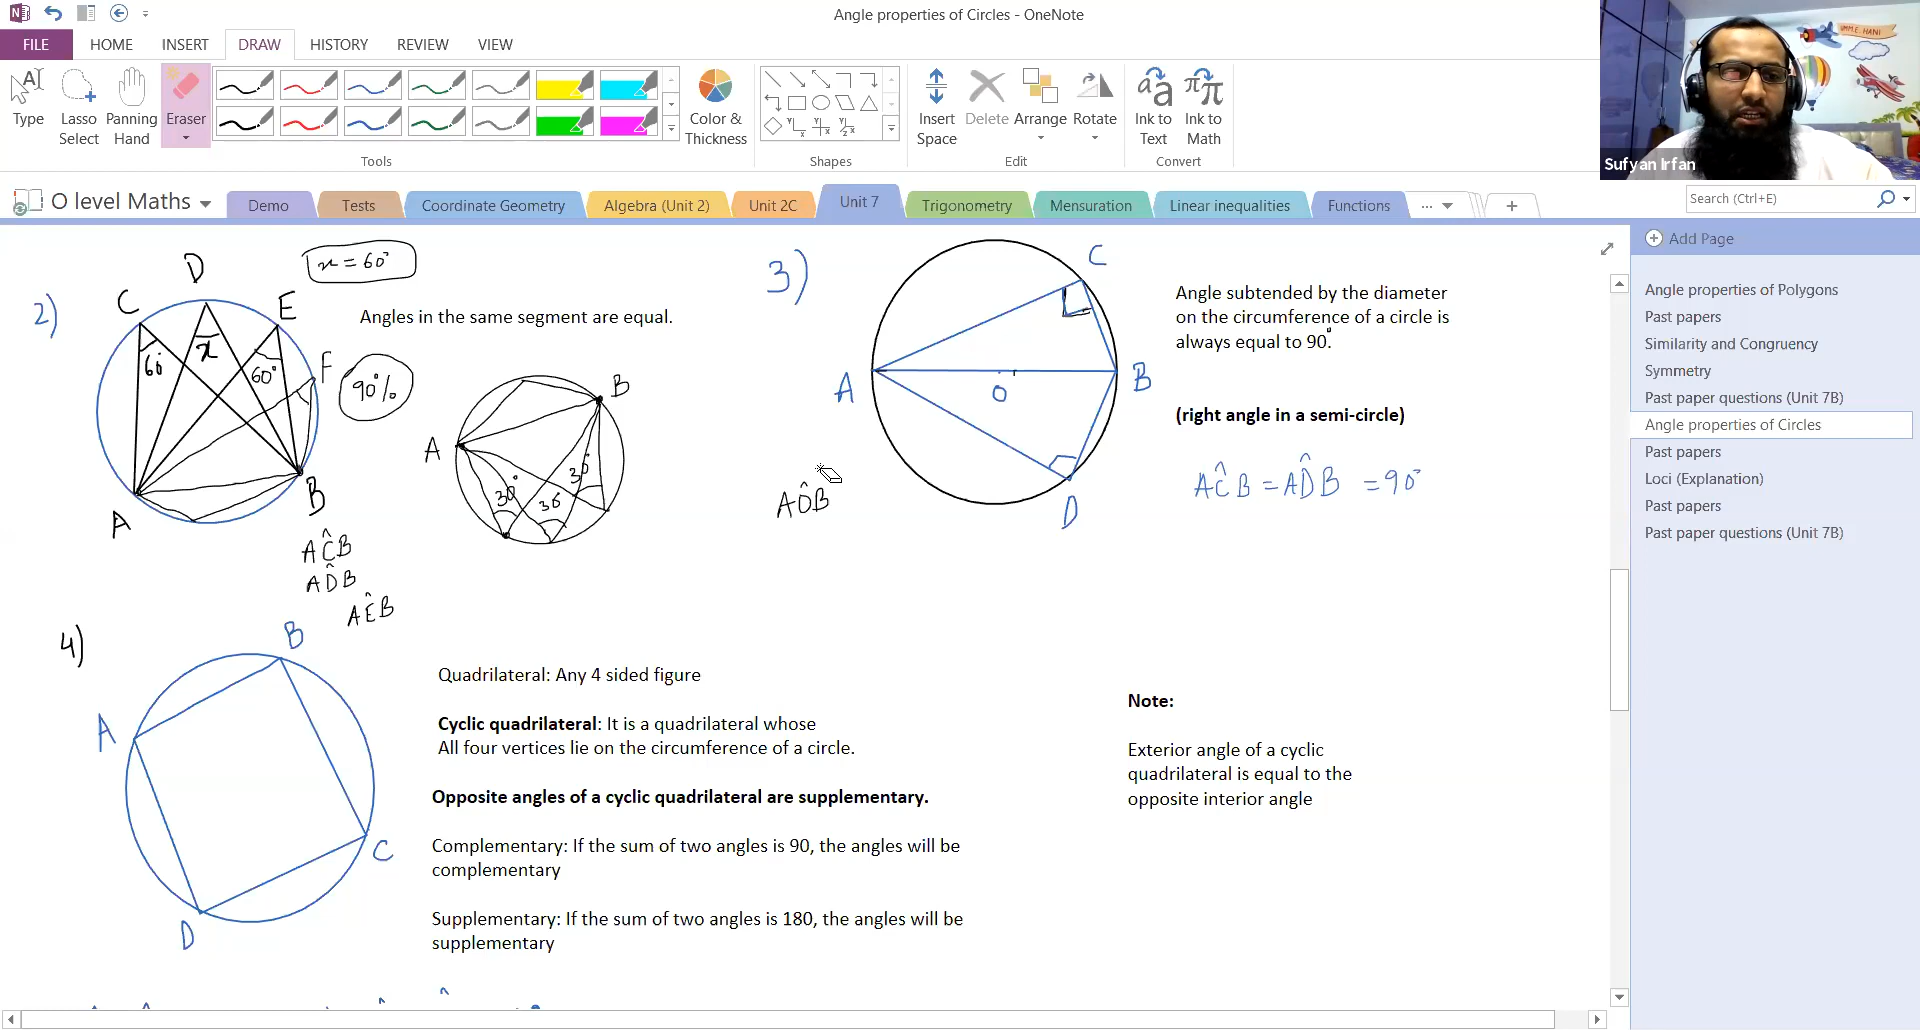 Angle properties of Circles - OneNote
FILE HOME INSERT DRAW HISTORY REVIEW VIEW
Type
Lasso Select
Panning Hand
Eraser
Color & Thickness
Insert Space
Delete
Arrange
Rotate
Ink to Text
Ink to Math
Tools
Shapes
Edit
Convert
UMM.E. HANI
Sufyan Irfan
O level Maths
Demo Tests Coordinate Geometry Algebra (Unit 2) Unit 2C Unit 7 Trigonometry Mensuration Linear inequalities Functions ...
Search (Ctrl+E)
Add Page
Angle properties of Polygons
Past papers
Similarity and Congruency
Symmetry
Past paper questions (Unit 7B)
Angle properties of Circles
Past papers
Loci (Explanation)
Past papers
Past paper questions (Unit 7B)
2)
C D E F
A B
60°
x
60°
x = 60°
Angles in the same segment are equal.
90%
A B
30°
30
30°
AĈB
AD̂B
AÊB
3)
C
A O B
D
AÔB
Angle subtended by the diameter
on the circumference of a circle is
always equal to 90°.
(right angle in a semi-circle)
AĈB = AD̂B = 90°
4)
B
A
C
D
Quadrilateral: Any 4 sided figure
Cyclic quadrilateral: It is a quadrilateral whose
All four vertices lie on the circumference of a circle.
Opposite angles of a cyclic quadrilateral are supplementary.
Complementary: If the sum of two angles is 90, the angles will be
complementary
Supplementary: If the sum of two angles is 180, the angles will be
supplementary
Note:
Exterior angle of a cyclic
quadrilateral is equal to the
opposite interior angle